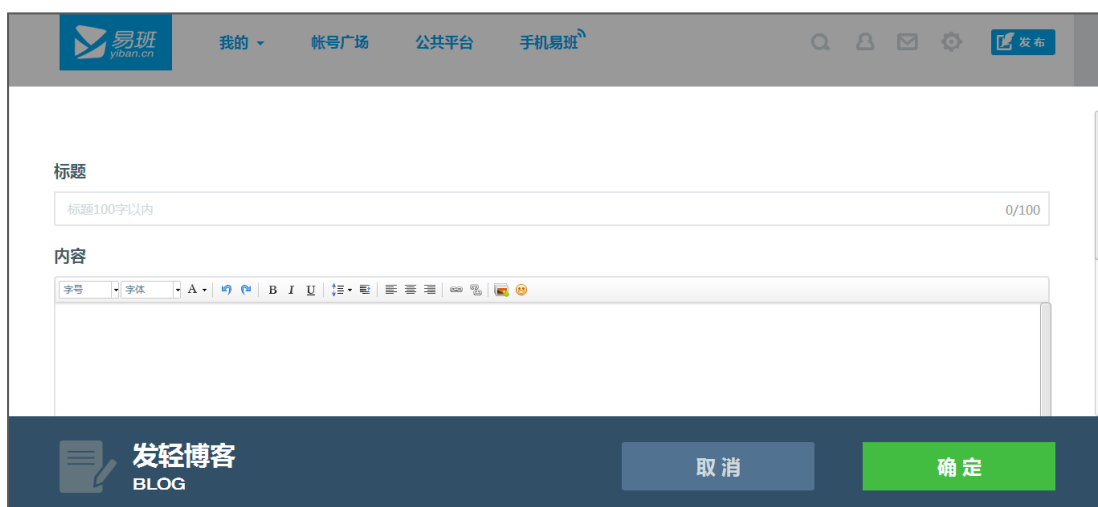 易班
yiban.cn
我的 帐号广场 公共平台 手机易班 发布
标题
标题100字以内 0/100
内容
字号 字体 A B I U
发轻博客
BLOG
取消 确定